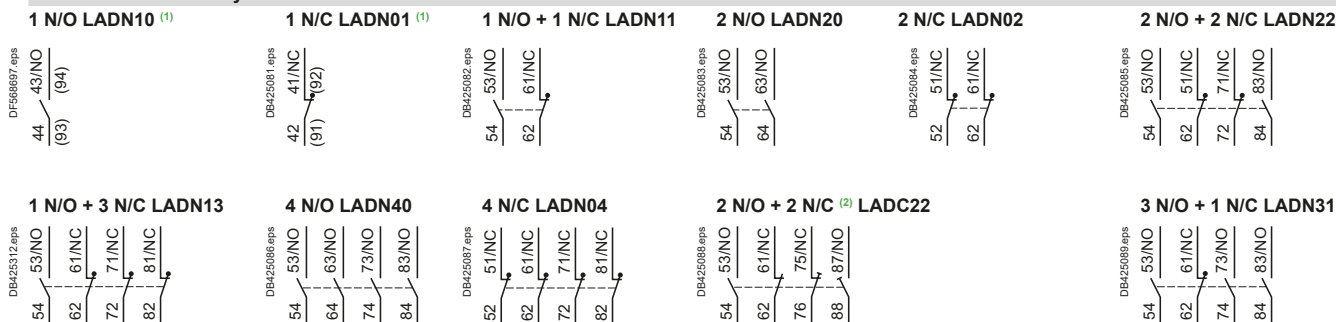 1 N/O LADN10 (1)
DF568697.eps
43/NO
(94)
44
(93)
1 N/C LADN01 (1)
DB425081.eps
41/NC
(92)
42
(91)
1 N/O + 1 N/C LADN11
DB425082.eps
53/NO
61/NC
54
62
2 N/O LADN20
DB425083.eps
53/NO
63/NO
54
64
2 N/C LADN02
DB425084.eps
51/NC
61/NC
52
62
2 N/O + 2 N/C LADN22
DB425085.eps
53/NO
51/NC
71/NC
83/NO
54
62
72
84
1 N/O + 3 N/C LADN13
DB425312.eps
53/NO
61/NC
71/NC
81/NC
54
62
72
82
4 N/O LADN40
DB425086.eps
53/NO
63/NO
73/NO
83/NO
54
64
74
84
4 N/C LADN04
DB425087.eps
51/NC
61/NC
71/NC
81/NC
52
62
72
82
2 N/O + 2 N/C (2) LADC22
DB425088.eps
53/NO
61/NC
75/NC
87/NO
54
62
76
88
3 N/O + 1 N/C LADN31
DB425089.eps
53/NO
61/NC
73/NO
83/NO
54
62
74
84